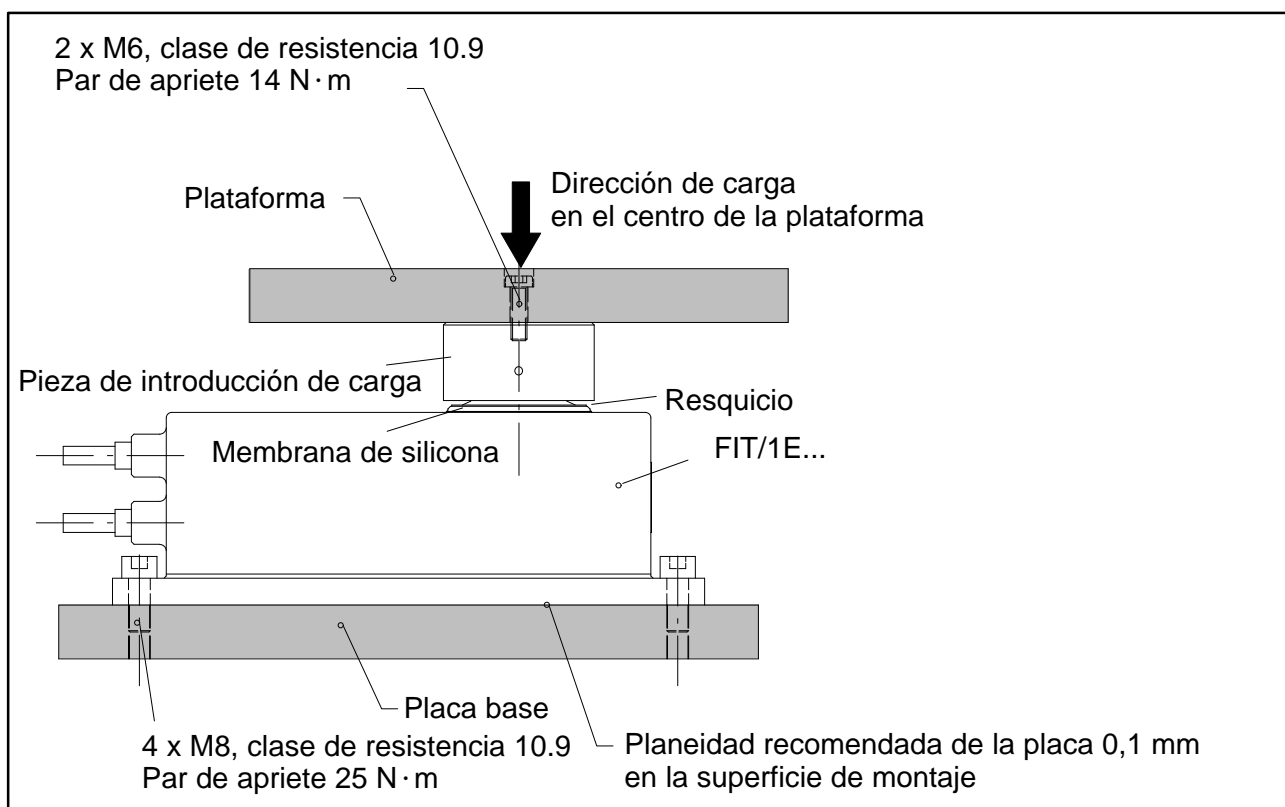 2 x M6, clase de resistencia 10.9
Par de apriete 14 N·m
Plataforma
Dirección de carga
en el centro de la plataforma
Pieza de introducción de carga
Resquicio
Membrana de silicona
FIT/1E...
Placa base
4 x M8, clase de resistencia 10.9
Par de apriete 25 N·m
Planeidad recomendada de la placa 0,1 mm
en la superficie de montaje